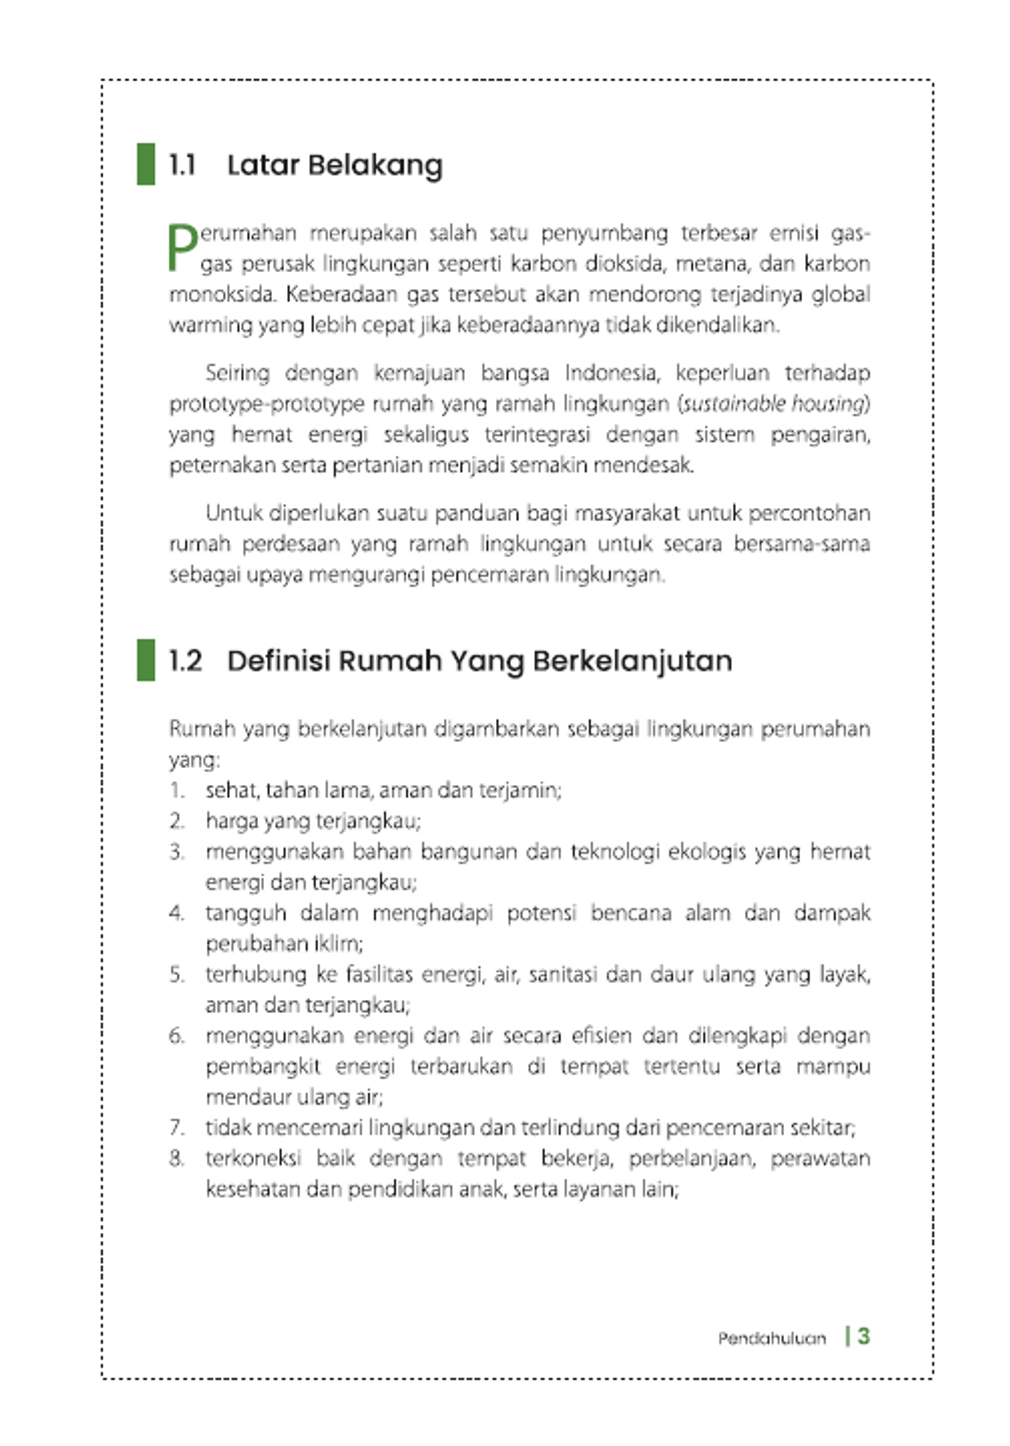 1.1 Latar Belakang
Perumahan merupakan salah satu penyumbang terbesar emisi gas-
gas perusak lingkungan seperti karbon dioksida, metana, dan karbon
monoksida. Keberadaan gas tersebut akan mendorong terjadinya global
warming yang lebih cepat jika keberadaannya tidak dikendalikan.
Seiring dengan kemajuan bangsa Indonesia, keperluan terhadap
prototype-prototype rumah yang ramah lingkungan (sustainable housing)
yang hemat energi sekaligus terintegrasi dengan sistem pengairan,
peternakan serta pertanian menjadi semakin mendesak.
Untuk diperlukan suatu panduan bagi masyarakat untuk percontohan
rumah perdesaan yang ramah lingkungan untuk secara bersama-sama
sebagai upaya mengurangi pencemaran lingkungan.
1.2 Definisi Rumah Yang Berkelanjutan
Rumah yang berkelanjutan digambarkan sebagai lingkungan perumahan
yang:
1. sehat, tahan lama, aman dan terjamin;
2. harga yang terjangkau;
3. menggunakan bahan bangunan dan teknologi ekologis yang hemat
energi dan terjangkau;
4. tangguh dalam menghadapi potensi bencana alam dan dampak
perubahan iklim;
5. terhubung ke fasilitas energi, air, sanitasi dan daur ulang yang layak,
aman dan terjangkau;
6. menggunakan energi dan air secara efisien dan dilengkapi dengan
pembangkit energi terbarukan di tempat tertentu serta mampu
mendaur ulang air;
7. tidak mencemari lingkungan dan terlindung dari pencemaran sekitar;
8. terkoneksi baik dengan tempat bekerja, perbelanjaan, perawatan
kesehatan dan pendidikan anak, serta layanan lain;
Pendahuluan | 3